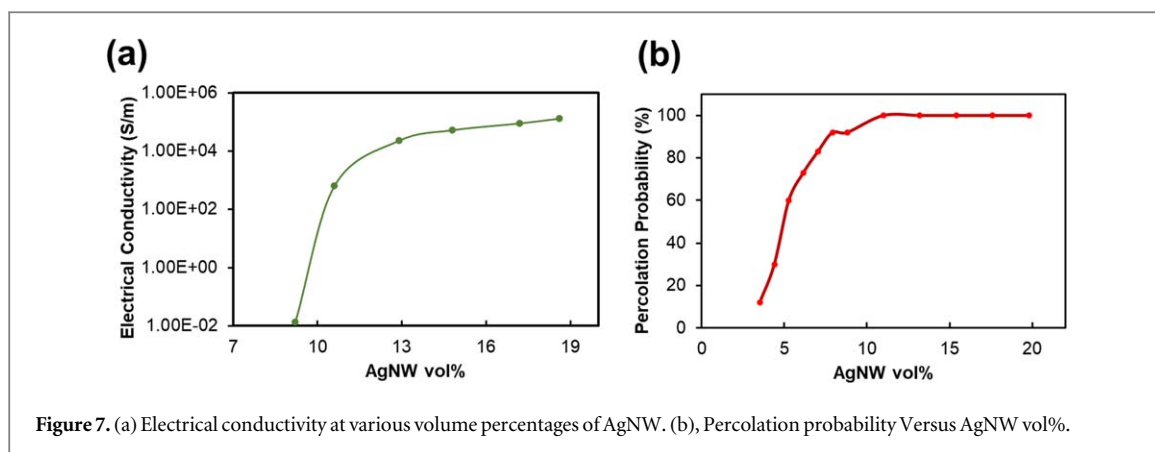 (a)
Electrical Conductivity (S/m)
1.00E+06
1.00E+04
1.00E+02
1.00E+00
1.00E-02
7 10 13 16 19
AgNW vol%
(b)
Percolation Probability (%)
100
80
60
40
20
0
0 5 10 15 20
AgNW vol%
Figure 7. (a) Electrical conductivity at various volume percentages of AgNW. (b), Percolation probability Versus AgNW vol%.